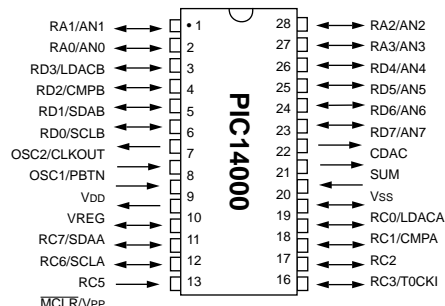 RA1/AN1
RA0/AN0
RD3/LDACB
RD2/CMPB
RD1/SDAB
RD0/SCLB
OSC2/CLKOUT
OSC1/PBTN
VDD
VREG
RC7/SDAA
RC6/SCLA
RC5
MCLR/VPP
• 1
2
3
4
5
6
7
8
9
10
11
12
13
PIC14000
28
27
26
25
24
23
22
21
20
19
18
17
16
RA2/AN2
RA3/AN3
RD4/AN4
RD5/AN5
RD6/AN6
RD7/AN7
CDAC
SUM
VSS
RC0/LDACA
RC1/CMPA
RC2
RC3/T0CKI